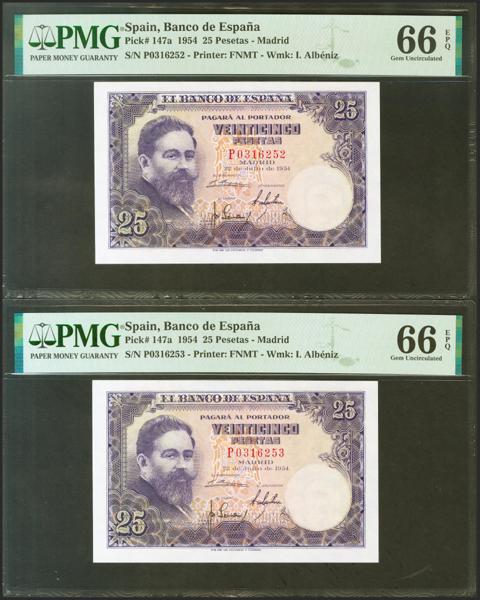 PMG
PAPER MONEY GUARANTY
Spain, Banco de España
Pick# 147a 1954 25 Pesetas - Madrid
S/N P0316252 - Printer: FNMT - Wmk: I. Albéniz
66 EPQ
Gem Uncirculated
EL BANCO DE ESPAÑA
PAGARÁ AL PORTADOR
25
VEINTICINCO
PESETAS
P0316252
MADRID
22 de Julio de 1954
25
PMG
PAPER MONEY GUARANTY
Spain, Banco de España
Pick# 147a 1954 25 Pesetas - Madrid
S/N P0316253 - Printer: FNMT - Wmk: I. Albéniz
66 EPQ
Gem Uncirculated
EL BANCO DE ESPAÑA
PAGARÁ AL PORTADOR
25
VEINTICINCO
PESETAS
P0316253
MADRID
22 de Julio de 1954
25